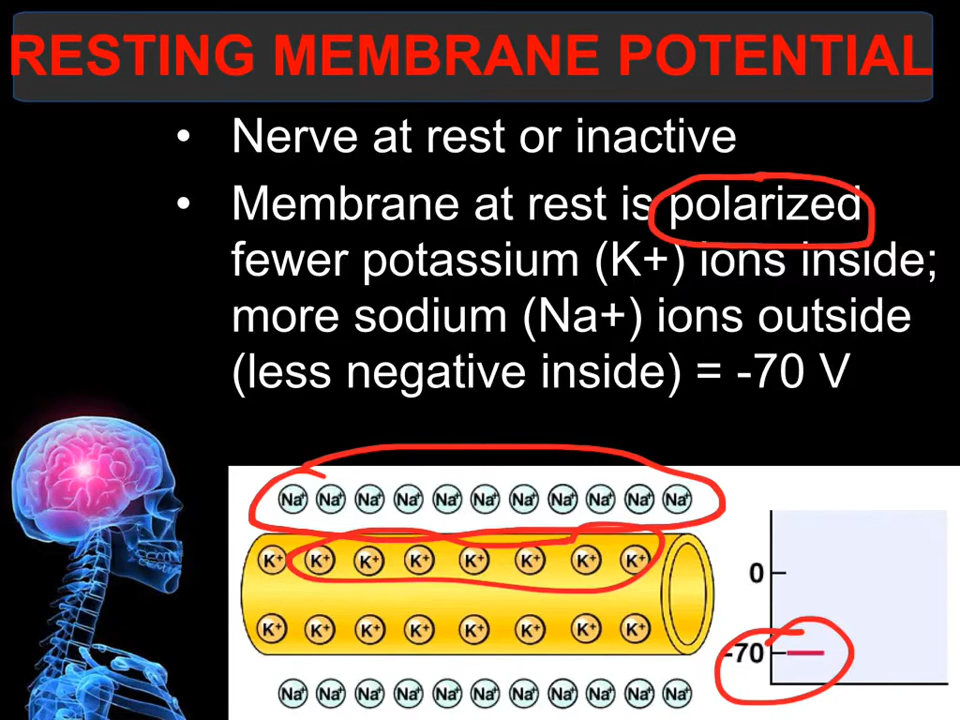 RESTING MEMBRANE POTENTIAL
• Nerve at rest or inactive
• Membrane at rest is polarized
fewer potassium (K+) ions inside;
more sodium (Na+) ions outside
(less negative inside) = -70 V
Na+ Na+ Na+ Na+ Na+ Na+ Na+ Na+ Na+ Na+ Na+
K+ K+ K+ K+ K+ K+ K+ K+
0
K+ K+ K+ K+ K+ K+ K+ K+
-70
Na+ Na+ Na+ Na+ Na+ Na+ Na+ Na+ Na+ Na+ Na+